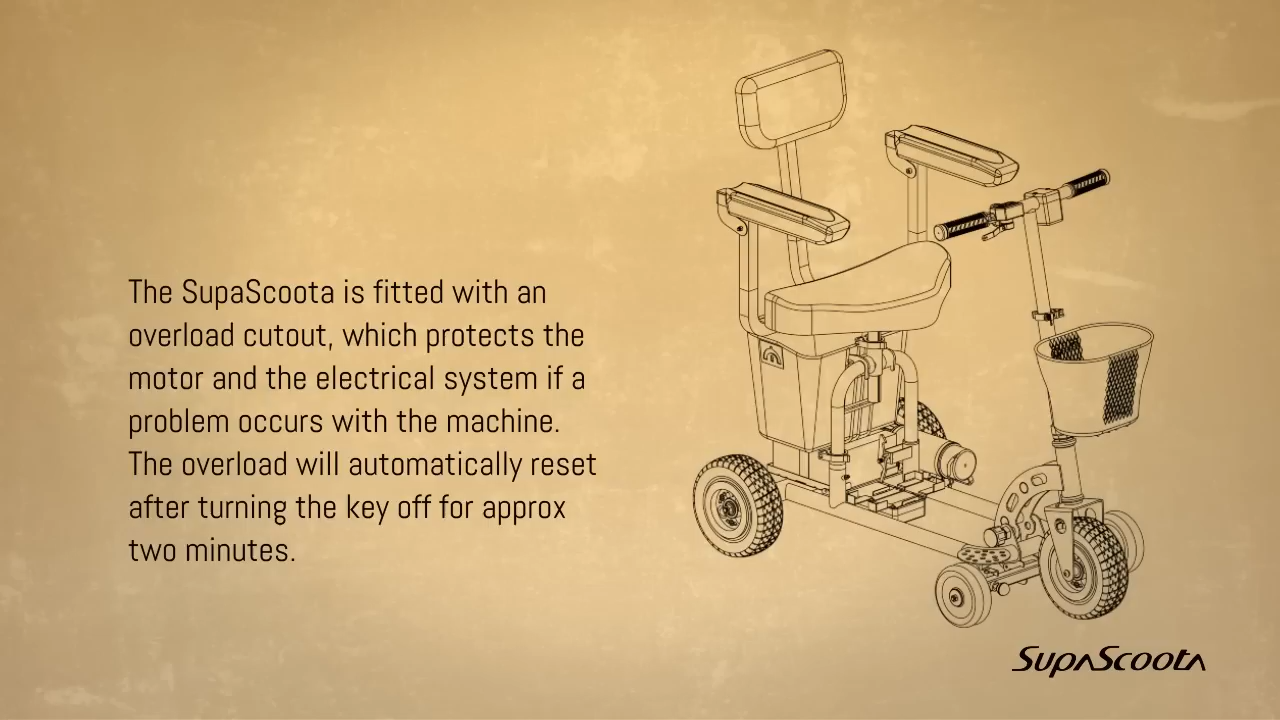 The SupaScoota is fitted with an
overload cutout, which protects the
motor and the electrical system if a
problem occurs with the machine.
The overload will automatically reset
after turning the key off for approx
two minutes.
SupaScoota